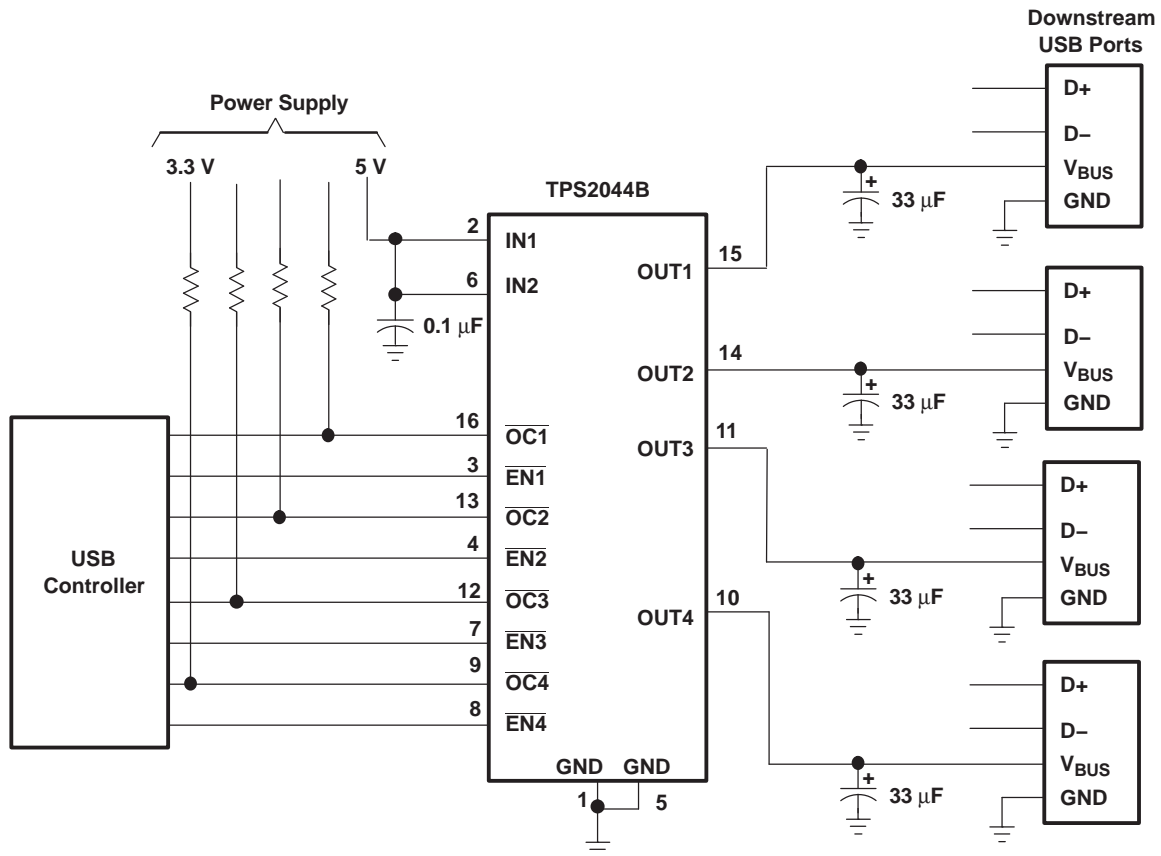 Downstream
USB Ports
Power Supply
3.3 V
5 V
TPS2044B
2
IN1
6
IN2
0.1 μF
16
OC1
3
EN1
13
OC2
4
EN2
12
OC3
7
EN3
9
OC4
8
EN4
USB
Controller
GND
GND
1
5
OUT1
15
OUT2
14
OUT3
11
OUT4
10
+
33 μF
D+
D−
VBUS
GND
+
33 μF
D+
D−
VBUS
GND
+
33 μF
D+
D−
VBUS
GND
+
33 μF
D+
D−
VBUS
GND